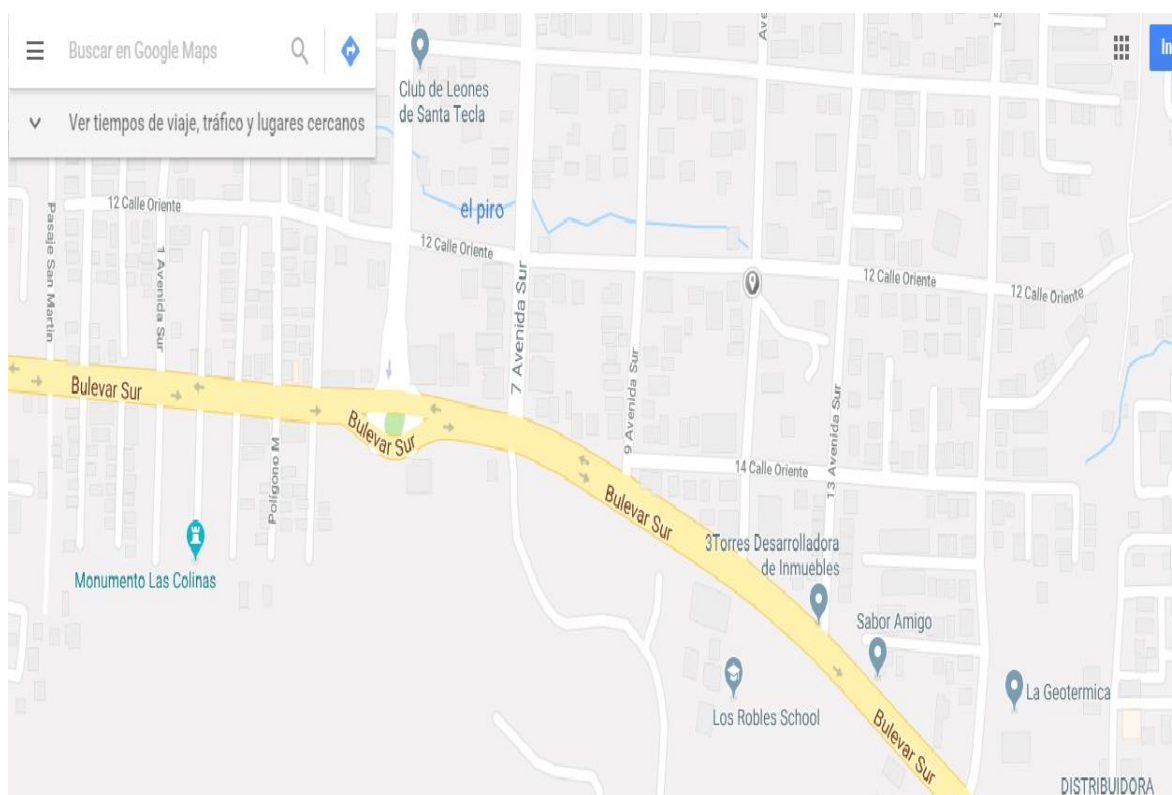 Buscar en Google Maps
In
Ver tiempos de viaje, tráfico y lugares cercanos
Club de Leones
de Santa Tecla
Ave
el piro
12 Calle Oriente
12 Calle Oriente
12 Calle Oriente
12 Calle Oriente
Pasaje San Martin
1 Avenida Sur
7 Avenida Sur
9 Avenida Sur
13 Avenida Sur
Bulevar Sur
Bulevar Sur
Polígono M
14 Calle Oriente
Bulevar Sur
Monumento Las Colinas
3Torres Desarrolladora
de Inmuebles
Sabor Amigo
Los Robles School
La Geotermica
Bulevar Sur
DISTRIBUIDORA